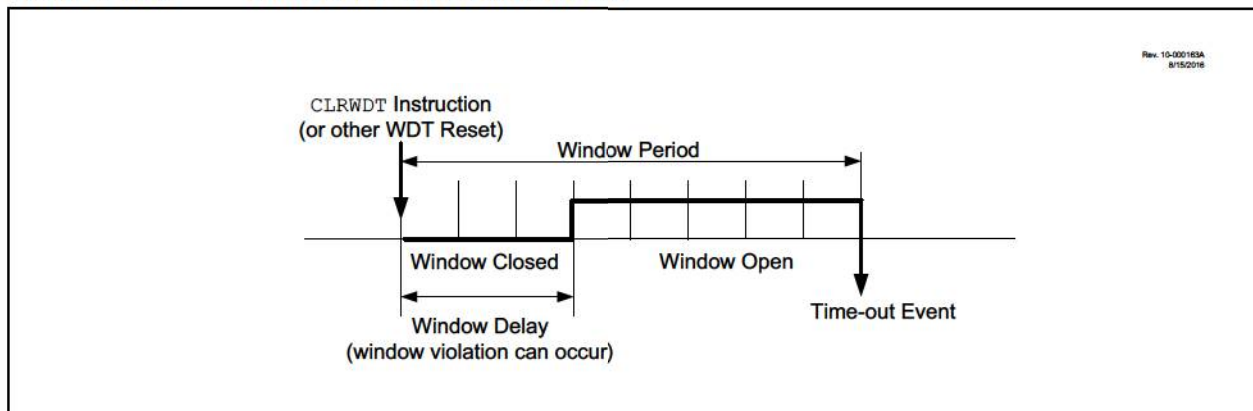 Rev. 10-000163A
8/15/2016
CLRWDT Instruction
(or other WDT Reset)
Window Period
Window Closed
Window Open
Window Delay
(window violation can occur)
Time-out Event